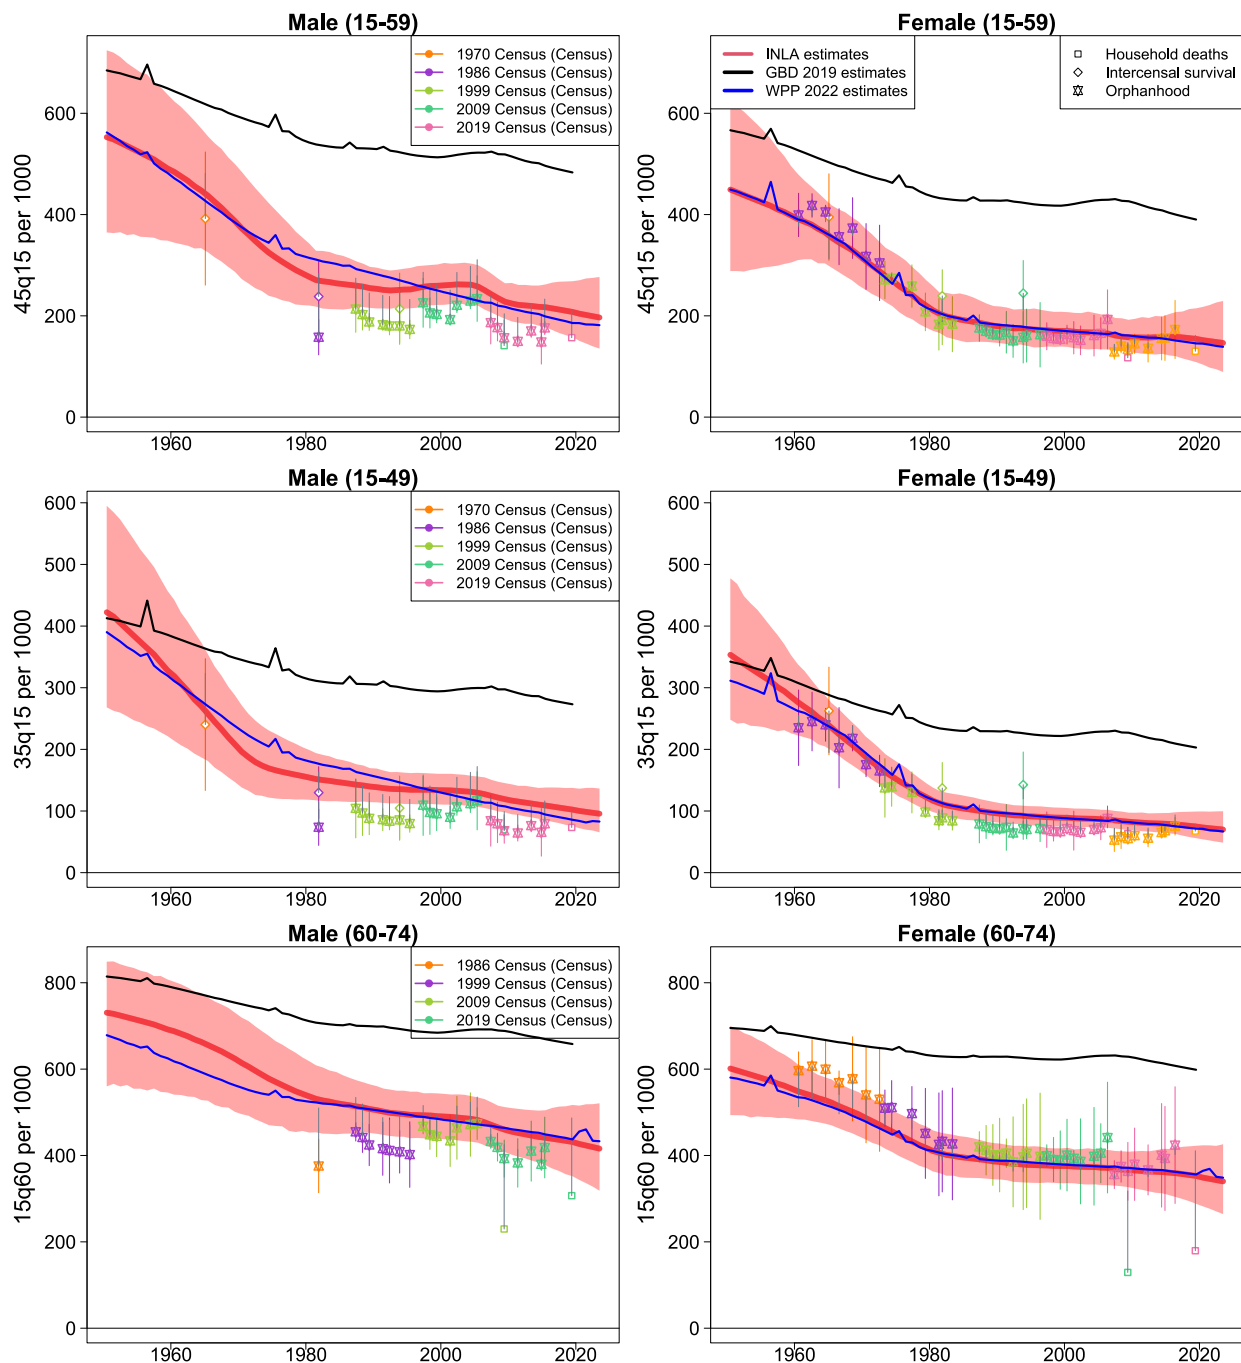 Male (15-59)
45q15 per 1000
600
400
200
0
1960
1980
2000
2020
1970 Census (Census)
1986 Census (Census)
1999 Census (Census)
2009 Census (Census)
2019 Census (Census)
Female (15-59)
45q15 per 1000
600
400
200
0
1960
1980
2000
2020
INLA estimates
GBD 2019 estimates
WPP 2022 estimates
Household deaths
Intercensal survival
Orphanhood
Male (15-49)
35q15 per 1000
600
500
400
300
200
100
0
1960
1980
2000
2020
1970 Census (Census)
1986 Census (Census)
1999 Census (Census)
2009 Census (Census)
2019 Census (Census)
Female (15-49)
35q15 per 1000
600
500
400
300
200
100
0
1960
1980
2000
2020
Male (60-74)
15q60 per 1000
800
600
400
200
0
1960
1980
2000
2020
1986 Census (Census)
1999 Census (Census)
2009 Census (Census)
2019 Census (Census)
Female (60-74)
15q60 per 1000
800
600
400
200
0
1960
1980
2000
2020